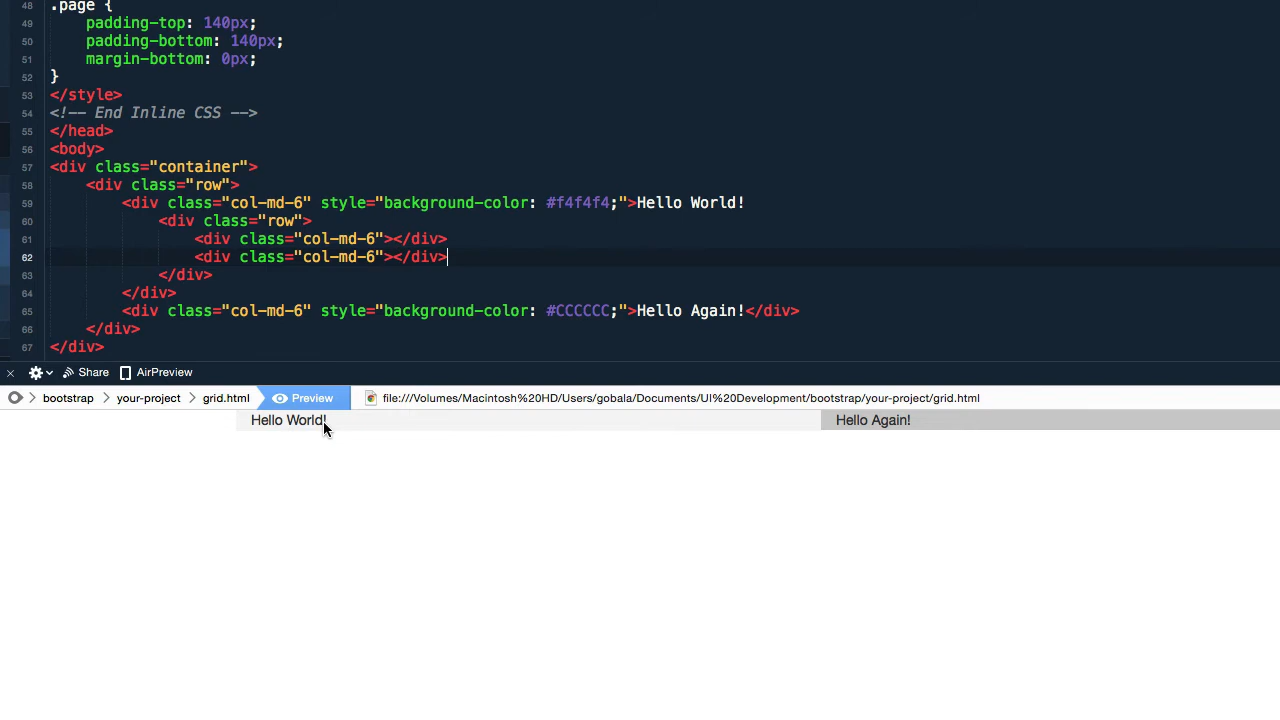 48 .page {
49 padding-top: 140px;
50 padding-bottom: 140px;
51 margin-bottom: 0px;
52 }
53 </style>
54 <!-- End Inline CSS -->
55 </head>
56 <body>
57 <div class="container">
58 <div class="row">
59 <div class="col-md-6" style="background-color: #f4f4f4;">Hello World!
60 <div class="row">
61 <div class="col-md-6"></div>
62 <div class="col-md-6"></div>
63 </div>
64 </div>
65 <div class="col-md-6" style="background-color: #CCCCCC;">Hello Again!</div>
66 </div>
67 </div>
Share AirPreview
bootstrap your-project grid.html Preview file:///Volumes/Macintosh%20HD/Users/gobala/Documents/UI%20Development/bootstrap/your-project/grid.html
Hello World! Hello Again!